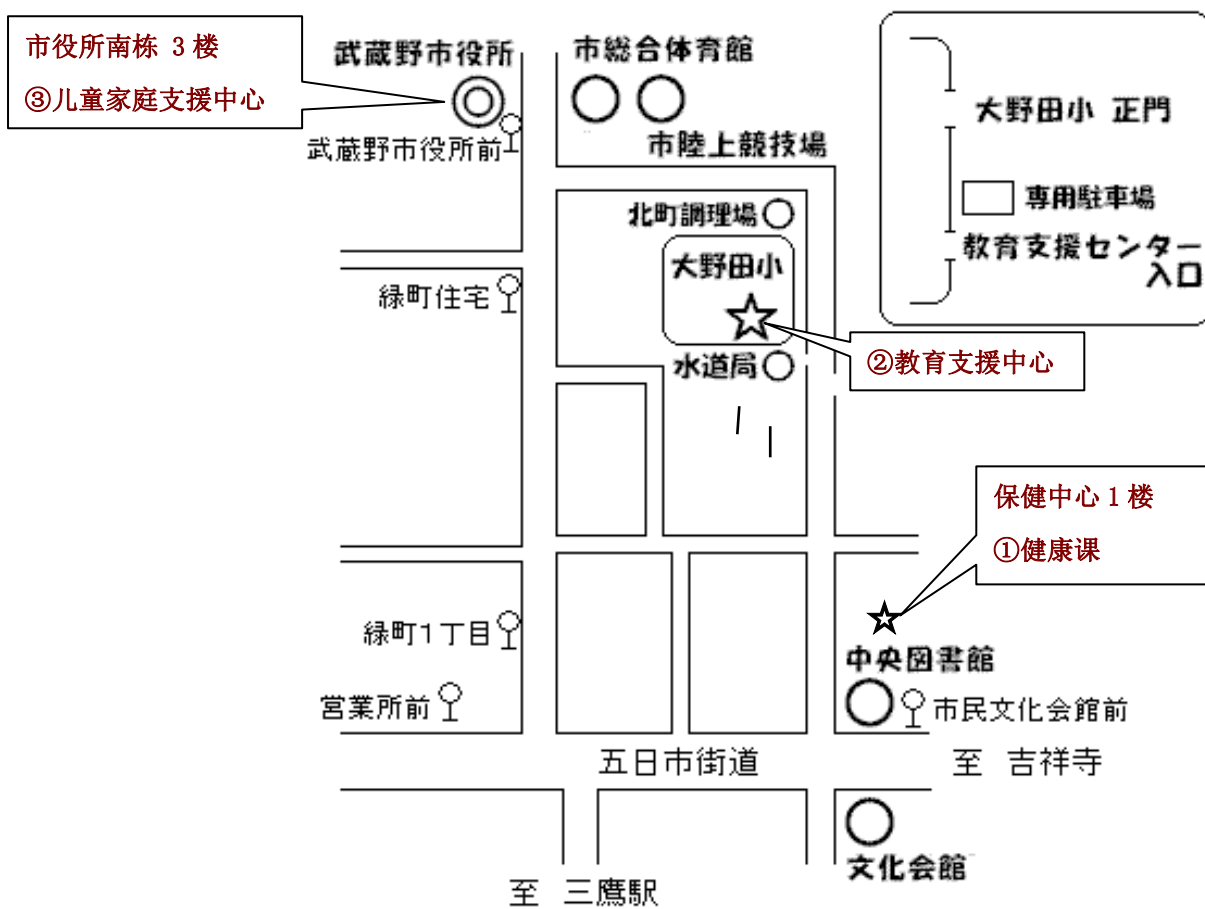 市役所南栋 3 楼
③儿童家庭支援中心
武蔵野市役所
市総合体育館
武蔵野市役所前
市陸上競技場
大野田小 正門
専用駐車場
教育支援センター
入口
北町調理場
大野田小
緑町住宅
水道局
②教育支援中心
保健中心 1 楼
①健康课
緑町1丁目
中央図書館
営業所前
市民文化会館前
五日市街道
至 吉祥寺
文化会館
至 三鷹駅